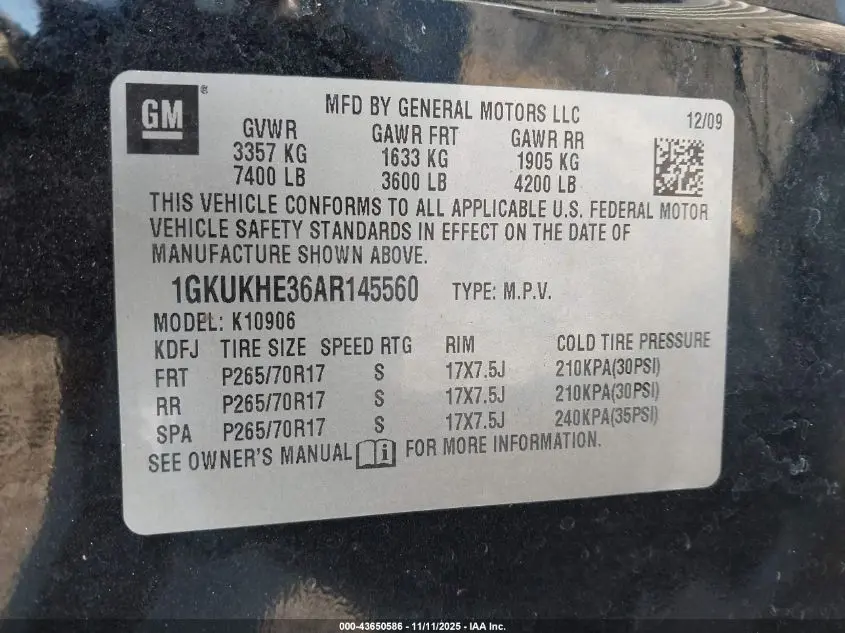 GM ®
MFD BY GENERAL MOTORS LLC 12/09
GVWR GAWR FRT GAWR RR
3357 KG 1633 KG 1905 KG
7400 LB 3600 LB 4200 LB
THIS VEHICLE CONFORMS TO ALL APPLICABLE U.S. FEDERAL MOTOR
VEHICLE SAFETY STANDARDS IN EFFECT ON THE DATE OF
MANUFACTURE SHOWN ABOVE.
1GKUKHE36AR145560 TYPE: M.P.V.
MODEL: K10906
KDFJ TIRE SIZE SPEED RTG RIM COLD TIRE PRESSURE
FRT P265/70R17 S 17X7.5J 210KPA(30PSI)
RR P265/70R17 S 17X7.5J 210KPA(30PSI)
SPA P265/70R17 S 17X7.5J 240KPA(35PSI)
SEE OWNER'S MANUAL i FOR MORE INFORMATION.
000-43650586 - 11/11/2025 - IAA Inc.